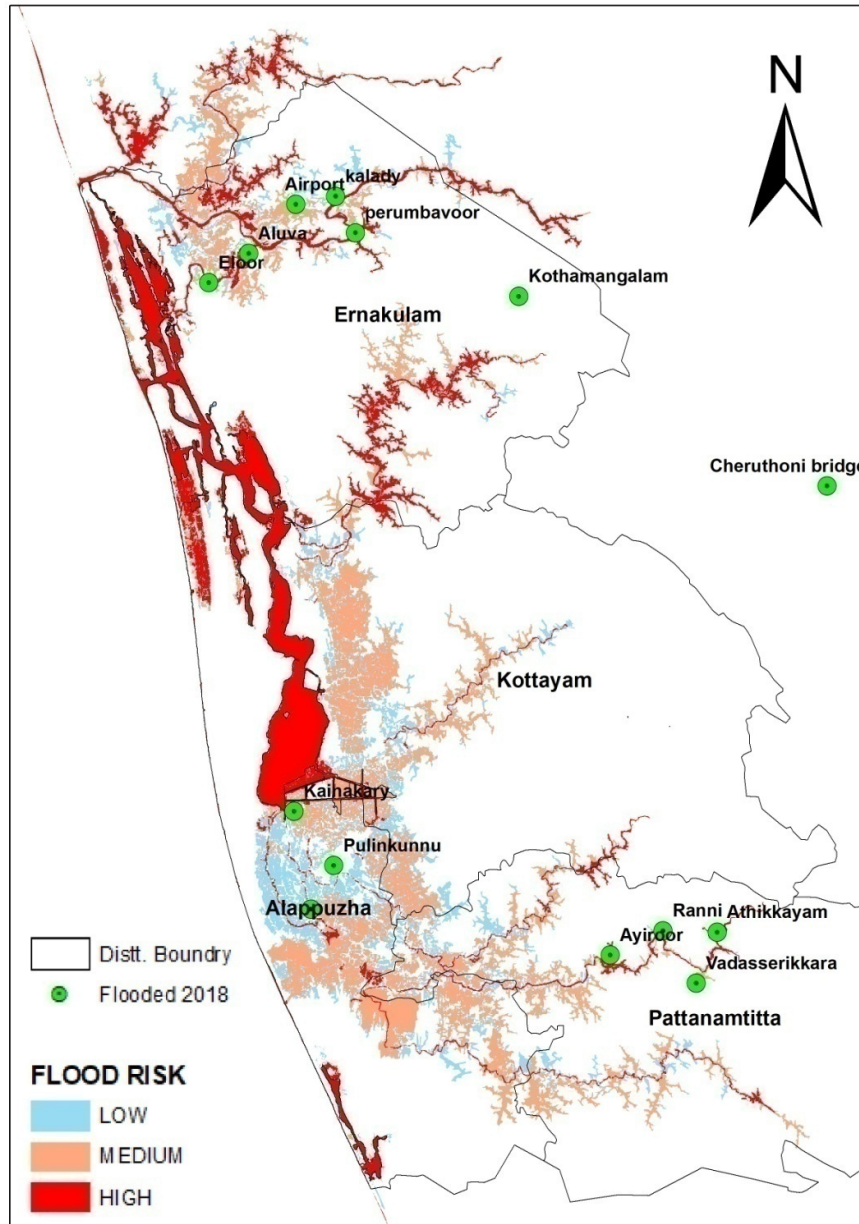 N
Airport
kalady
perumbavoor
Aluva
Eloor
Kothamangalam
Ernakulam
Cheruthoni bridge
Kottayam
Kainakary
Pulinkunnu
Alappuzha
Ranni
Athikkayam
Ayiroor
Vadasserikkara
Pattanamtitta
Distt. Boundry
Flooded 2018
FLOOD RISK
LOW
MEDIUM
HIGH